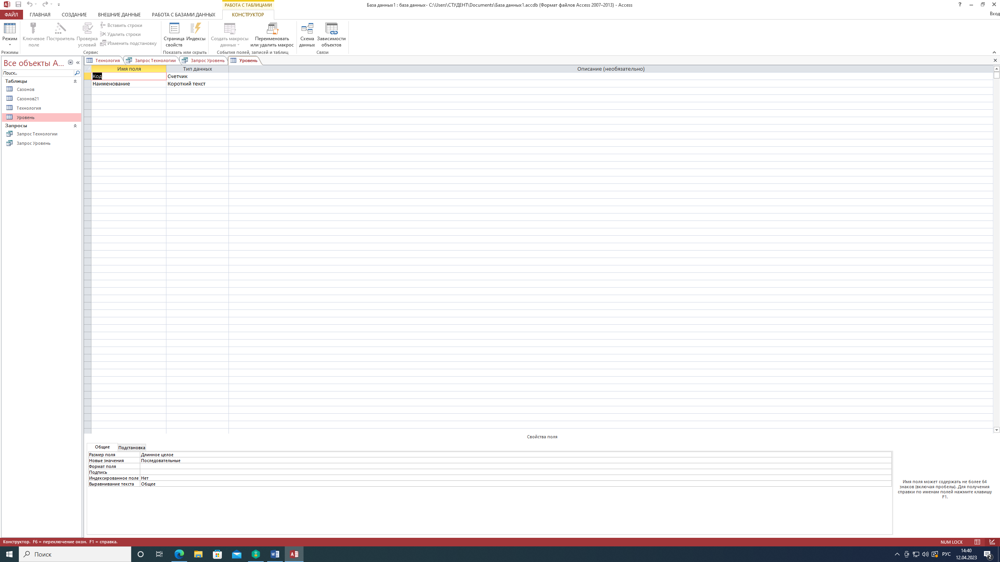 РАБОТА С ТАБЛИЦАМИ
База данных1 : база данных- C:\Users\СТУДЕНТ\Documents\База данных1.accdb (Формат файлов Access 2007–2013) - Access
ФАЙЛ ГЛАВНАЯ СОЗДАНИЕ ВНЕШНИЕ ДАННЫЕ РАБОТА С БАЗАМИ ДАННЫХ КОНСТРУКТОР Вход
Режим
Ключевое поле
Построитель
Проверка условий
Вставить строки
Удалить строки
Изменить подстановку
Страница свойств
Индексы
Создать макросы данных
Переименовать или удалить макрос
Схема данных
Зависимости объектов
Режимы Сервис Показать или скрыть События полей, записей и таблиц Связи
Все объекты A...
Поиск...
Таблицы
Сазонов
Сазонов21
Технология
Уровень
Запросы
Запрос Технологии
Запрос Уровень
Технология Запрос Технологии Запрос Уровень Уровень
Имя поля Тип данных Описание (необязательно)
Код Счетчик
Наименование Короткий текст
Свойства поля
Общие Подстановка
Размер поля Длинное целое
Новые значения Последовательные
Формат поля
Подпись
Индексированное поле Нет
Выравнивание текста Общее
Имя поля может содержать не более 64
знаков (включая пробелы). Для получения
справки по именам полей нажмите клавишу
F1.
Конструктор. F6 = переключение окон. F1 = справка.
NUM LOCK
Поиск
РУС
14:40
12.04.2023
2